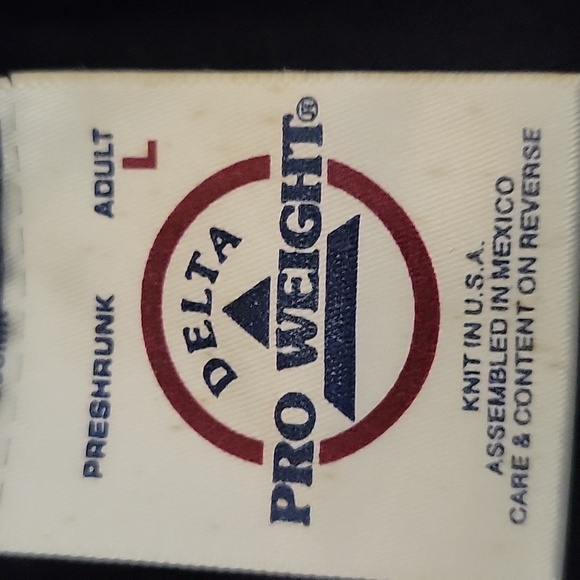 PRESHRUNK ADULT
L
DELTA
PRO WEIGHT®
KNIT IN U.S.A.
ASSEMBLED IN MEXICO
CARE & CONTENT ON REVERSE